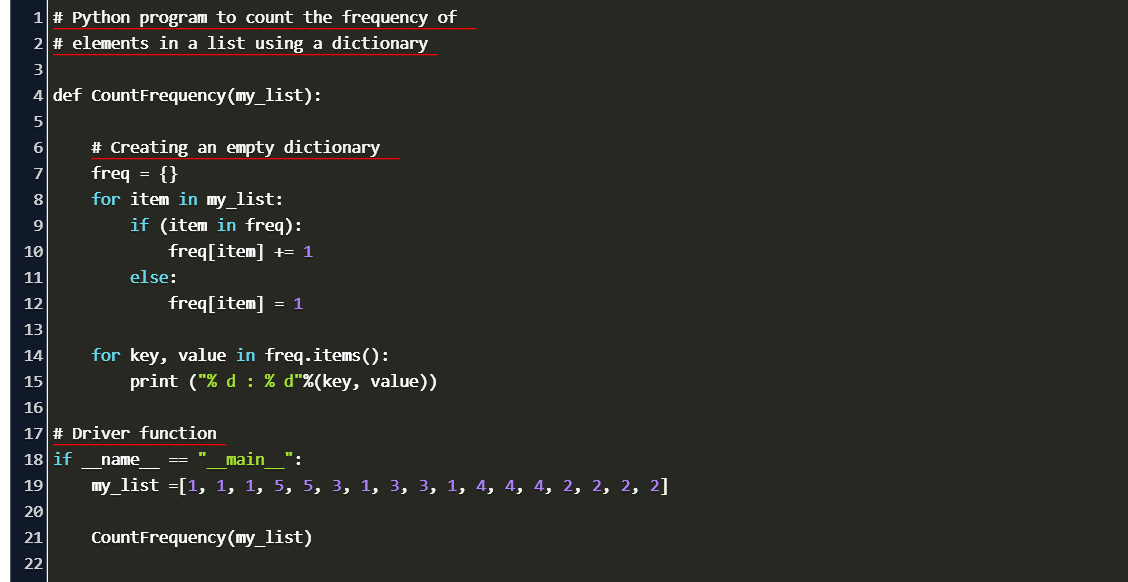 1 # Python program to count the frequency of
2 # elements in a list using a dictionary
3
4 def CountFrequency(my_list):
5
6     # Creating an empty dictionary
7     freq = {}
8     for item in my_list:
9         if (item in freq):
10             freq[item] += 1
11         else:
12             freq[item] = 1
13
14     for key, value in freq.items():
15         print ("% d : % d"%(key, value))
16
17 # Driver function
18 if __name__ == "__main__":
19     my_list =[1, 1, 1, 5, 5, 3, 1, 3, 3, 1, 4, 4, 4, 2, 2, 2, 2]
20
21     CountFrequency(my_list)
22